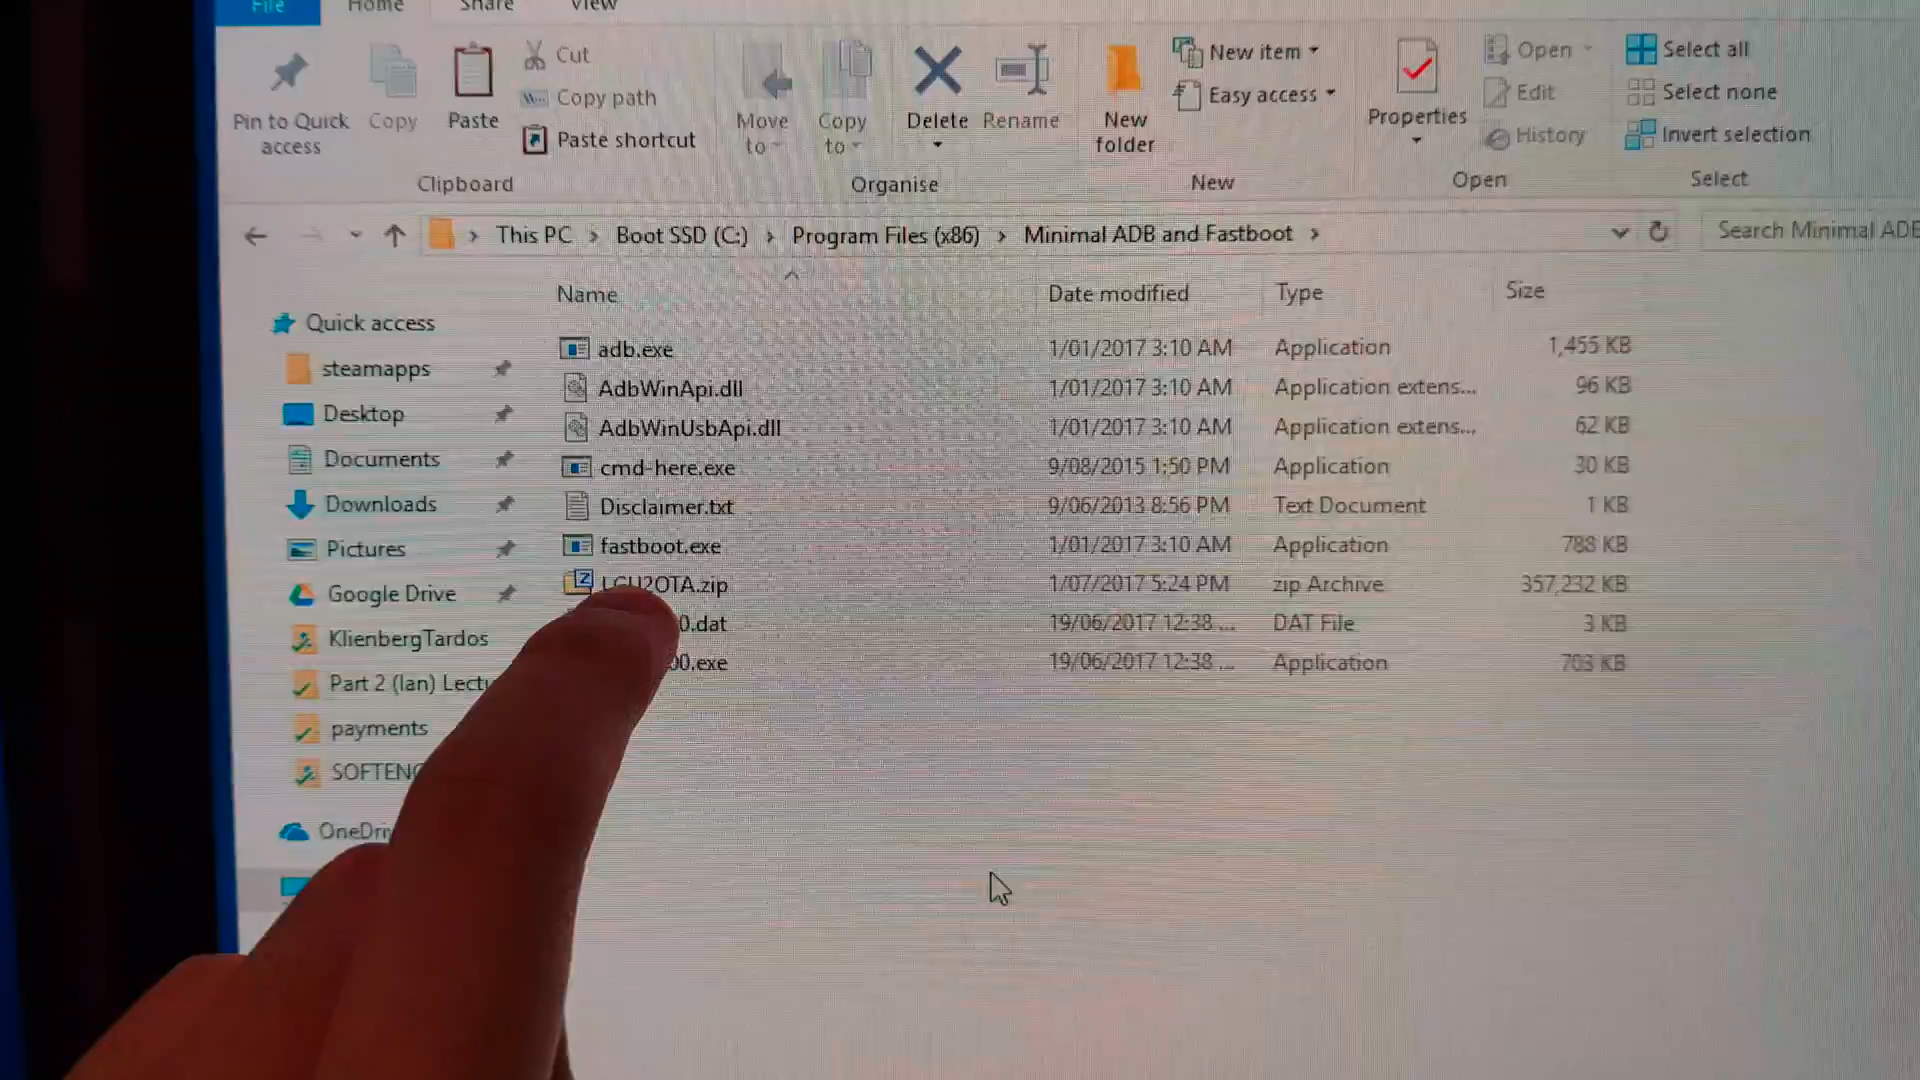 File Home Share View
Pin to Quick access
Copy
Paste
Cut
Copy path
Paste shortcut
Move to
Copy to
Delete
Rename
New folder
New item
Easy access
Properties
Open
Edit
History
Select all
Select none
Invert selection
Clipboard Organise New Open Select
This PC > Boot SSD (C:) > Program Files (x86) > Minimal ADB and Fastboot >
Search Minimal ADB
Name Date modified Type Size
Quick access
steamapps
Desktop
Documents
Downloads
Pictures
Google Drive
KlienbergTardos
Part 2 (Ian) Lectu
payments
SOFTENG
OneDriv
adb.exe 1/01/2017 3:10 AM Application 1,455 KB
AdbWinApi.dll 1/01/2017 3:10 AM Application extens... 96 KB
AdbWinUsbApi.dll 1/01/2017 3:10 AM Application extens... 62 KB
cmd-here.exe 9/08/2015 1:50 PM Application 30 KB
Disclaimer.txt 9/06/2013 8:56 PM Text Document 1 KB
fastboot.exe 1/01/2017 3:10 AM Application 788 KB
1/07/2017 5:24 PM zip Archive 357,232 KB
0.dat 19/06/2017 12:38 ... DAT File 3 KB
00.exe 19/06/2017 12:38 ... Application 703 KB